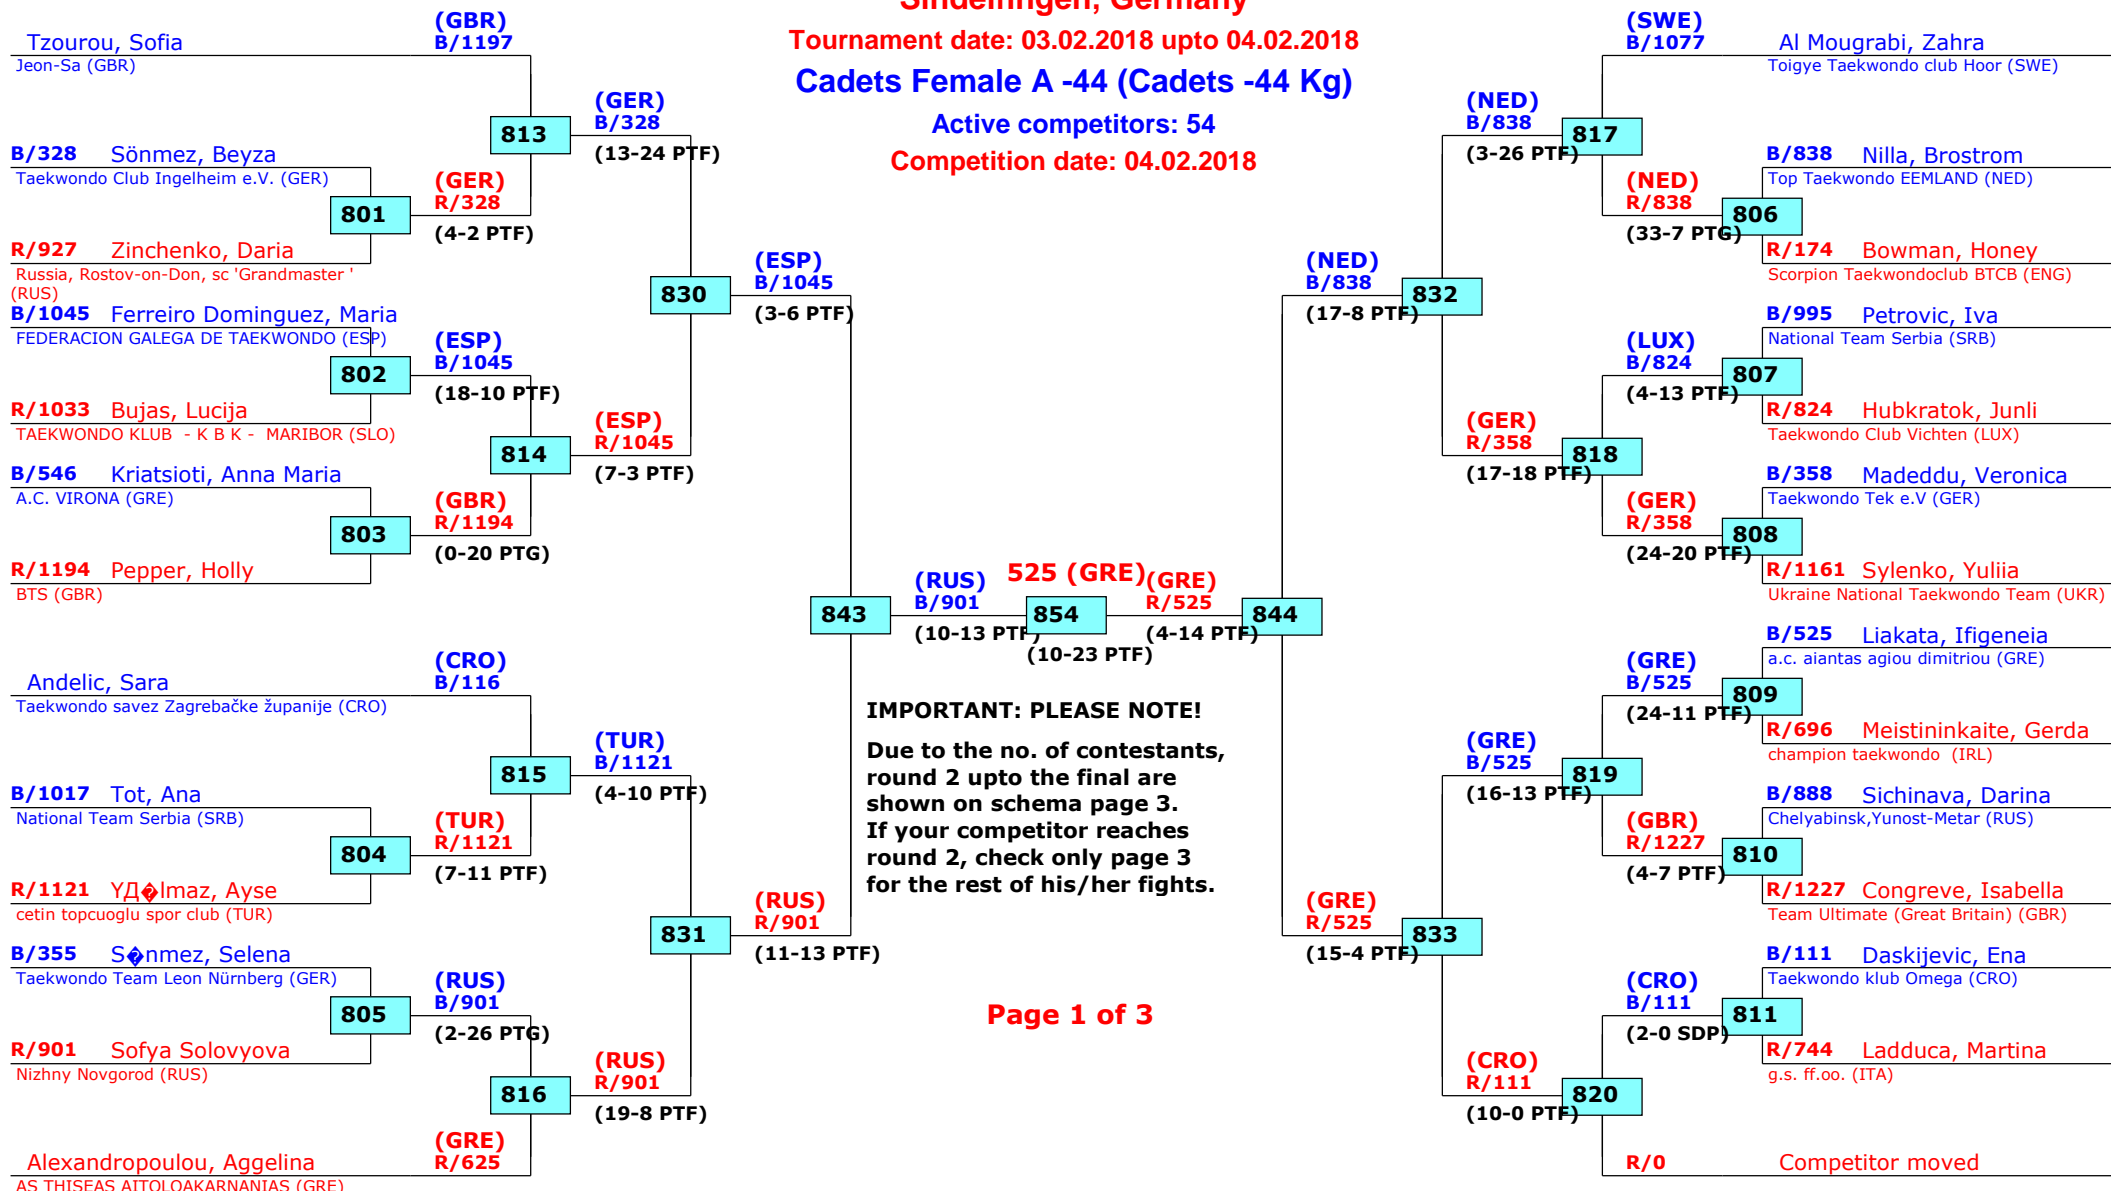 Sindelfingen, Germany
Tournament date: 03.02.2018 upto 04.02.2018
Cadets Female A -44 (Cadets -44 Kg)
Active competitors: 54
Competition date: 04.02.2018
Tzourou, Sofia
Jeon-Sa (GBR)
(GBR)
B/1197
B/328 Sönmez, Beyza
Taekwondo Club Ingelheim e.V. (GER)
801
R/927 Zinchenko, Daria
Russia, Rostov-on-Don, sc 'Grandmaster '
(RUS)
(GER)
R/328
(4-2 PTF)
813
(GER)
B/328
(13-24 PTF)
B/1045 Ferreiro Dominguez, Maria
FEDERACION GALEGA DE TAEKWONDO (ESP)
802
R/1033 Bujas, Lucija
TAEKWONDO KLUB - K B K - MARIBOR (SLO)
(ESP)
B/1045
(18-10 PTF)
B/546 Kriatsioti, Anna Maria
A.C. VIRONA (GRE)
803
R/1194 Pepper, Holly
BTS (GBR)
(GBR)
R/1194
(0-20 PTG)
814
(ESP)
R/1045
(7-3 PTF)
830
(ESP)
B/1045
(3-6 PTF)
Andelic, Sara
Taekwondo savez Zagrebačke županije (CRO)
(CRO)
B/116
B/1017 Tot, Ana
National Team Serbia (SRB)
804
R/1121 YД�lmaz, Ayse
cetin topcuoglu spor club (TUR)
(TUR)
R/1121
(7-11 PTF)
815
(TUR)
B/1121
(4-10 PTF)
B/355 S�nmez, Selena
Taekwondo Team Leon Nürnberg (GER)
805
R/901 Sofya Solovyova
Nizhny Novgorod (RUS)
(RUS)
B/901
(2-26 PTG)
816
(RUS)
R/901
(19-8 PTF)
Alexandropoulou, Aggelina
AS THISEAS AITOLOAKARNANIAS (GRE)
(GRE)
R/625
831
(RUS)
R/901
(11-13 PTF)
843
(RUS)
B/901
(10-13 PTF)
525 (GRE)
854
(10-23 PTF)
(GRE)
R/525
(4-14 PTF)
844
IMPORTANT: PLEASE NOTE!
Due to the no. of contestants,
round 2 upto the final are
shown on schema page 3.
If your competitor reaches
round 2, check only page 3
for the rest of his/her fights.
Page 1 of 3
(SWE)
B/1077
Al Mougrabi, Zahra
Toigye Taekwondo club Hoor (SWE)
(NED)
B/838
(3-26 PTF)
817
(NED)
R/838
(33-7 PTG)
B/838 Nilla, Brostrom
Top Taekwondo EEMLAND (NED)
806
R/174 Bowman, Honey
Scorpion Taekwondoclub BTCB (ENG)
(NED)
B/838
(17-8 PTF)
832
(LUX)
B/824
(4-13 PTF)
B/995 Petrovic, Iva
National Team Serbia (SRB)
807
R/824 Hubkratok, Junli
Taekwondo Club Vichten (LUX)
(GER)
R/358
(17-18 PTF)
818
(GER)
R/358
(24-20 PTF)
B/358 Madeddu, Veronica
Taekwondo Tek e.V (GER)
808
R/1161 Sylenko, Yuliia
Ukraine National Taekwondo Team (UKR)
(GRE)
B/525
(24-11 PTF)
B/525 Liakata, Ifigeneia
a.c. aiantas agiou dimitriou (GRE)
809
R/696 Meistininkaite, Gerda
champion taekwondo (IRL)
(GRE)
B/525
(16-13 PTF)
819
(GBR)
R/1227
(4-7 PTF)
B/888 Sichinava, Darina
Chelyabinsk,Yunost-Metar (RUS)
810
R/1227 Congreve, Isabella
Team Ultimate (Great Britain) (GBR)
(GRE)
R/525
(15-4 PTF)
833
(CRO)
B/111
(2-0 SDP)
B/111 Daskijevic, Ena
Taekwondo klub Omega (CRO)
811
R/744 Ladduca, Martina
g.s. ff.oo. (ITA)
(CRO)
R/111
(10-0 PTF)
820
R/0 Competitor moved